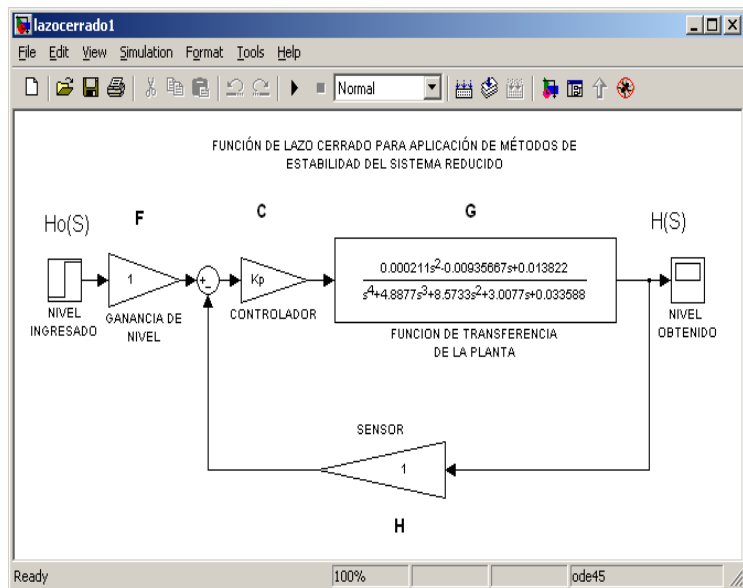 lazocerrado1
File Edit View Simulation Format Tools Help
Normal
FUNCIÓN DE LAZO CERRADO PARA APLICACIÓN DE MÉTODOS DE
ESTABILIDAD DEL SISTEMA REDUCIDO
Ho(S)
F
C
G
H(S)
1
+
-
Kp
0.000211s²-0.00935667s+0.013822
s⁴+4.8877s³+8.5733s²+3.0077s+0.033588
NIVEL
INGRESADO
GANANCIA DE
NIVEL
CONTROLADOR
FUNCION DE TRANSFERENCIA
DE LA PLANTA
NIVEL
OBTENIDO
SENSOR
1
H
Ready
100%
ode45